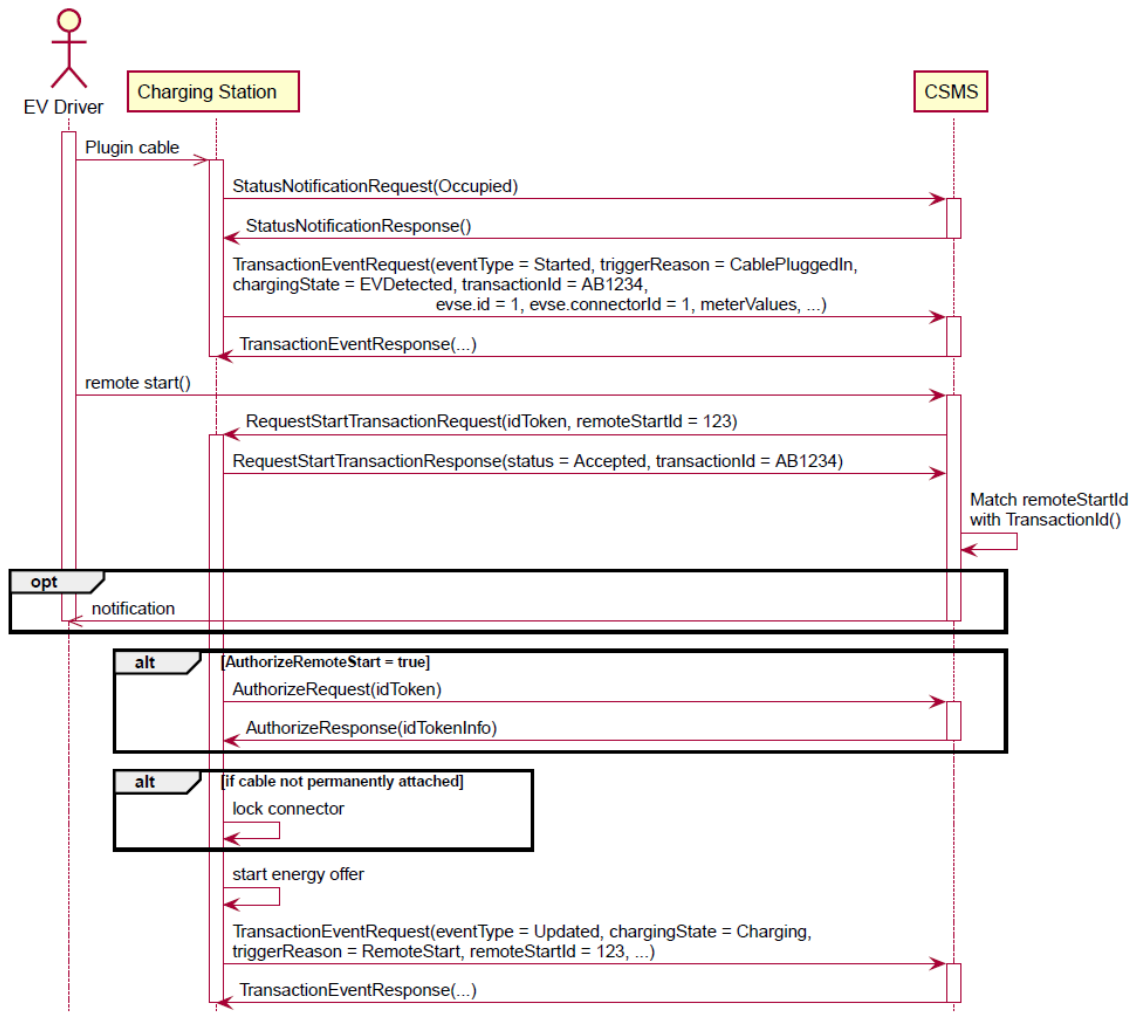 EV Driver
Charging Station
CSMS
Plugin cable
StatusNotificationRequest(Occupied)
StatusNotificationResponse()
TransactionEventRequest(eventType = Started, triggerReason = CablePluggedIn,
chargingState = EVDetected, transactionId = AB1234,
evse.id = 1, evse.connectorId = 1, meterValues, ...)
TransactionEventResponse(...)
remote start()
RequestStartTransactionRequest(idToken, remoteStartId = 123)
RequestStartTransactionResponse(status = Accepted, transactionId = AB1234)
Match remoteStartId
with TransactionId()
opt
notification
alt [AuthorizeRemoteStart = true]
AuthorizeRequest(idToken)
AuthorizeResponse(idTokenInfo)
alt [if cable not permanently attached]
lock connector
start energy offer
TransactionEventRequest(eventType = Updated, chargingState = Charging,
triggerReason = RemoteStart, remoteStartId = 123, ...)
TransactionEventResponse(...)